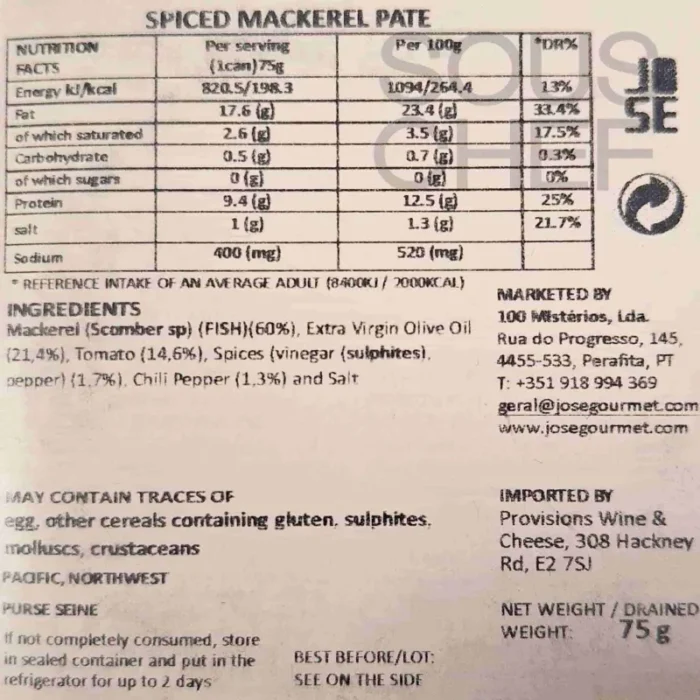 SPICED MACKEREL PATE
NUTRITION FACTS Per serving (1can)75g Per 100g *DR%
Energy kJ/kcal 820.5/198.3 1094/264.4 13%
Fat 17.6 (g) 23.4 (g) 33.4%
of which saturated 2.6 (g) 3.5 (g) 17.5%
Carbohydrate 0.5 (g) 0.7 (g) 0.3%
of which sugars 0 (g) 0 (g) 0%
Protein 9.4 (g) 12.5 (g) 25%
salt 1 (g) 1.3 (g) 21.7%
Sodium 400 (mg) 520 (mg)
* REFERENCE INTAKE OF AN AVERAGE ADULT (8400KJ / 2000KCAL)
SOUS
CHEF
JOSE
INGREDIENTS
Mackerel (Scomber sp) (FISH)(60%), Extra Virgin Olive Oil
(21,4%), Tomato (14,6%), Spices (vinegar (sulphites),
pepper) (1,7%), Chili Pepper (1,3%) and Salt
MARKETED BY
100 Mistérios, Lda.
Rua do Progresso, 145,
4455-533, Perafita, PT
T: +351 918 994 369
geral@josegourmet.com
www.josegourmet.com
MAY CONTAIN TRACES OF
egg, other cereals containing gluten, sulphites,
molluscs, crustaceans
PACIFIC, NORTHWEST
PURSE SEINE
If not completely consumed, store
in sealed container and put in the
refrigerator for up to 2 days
BEST BEFORE/LOT:
SEE ON THE SIDE
IMPORTED BY
Provisions Wine &
Cheese, 308 Hackney
Rd, E2 7SJ
NET WEIGHT / DRAINED
WEIGHT: 75 g